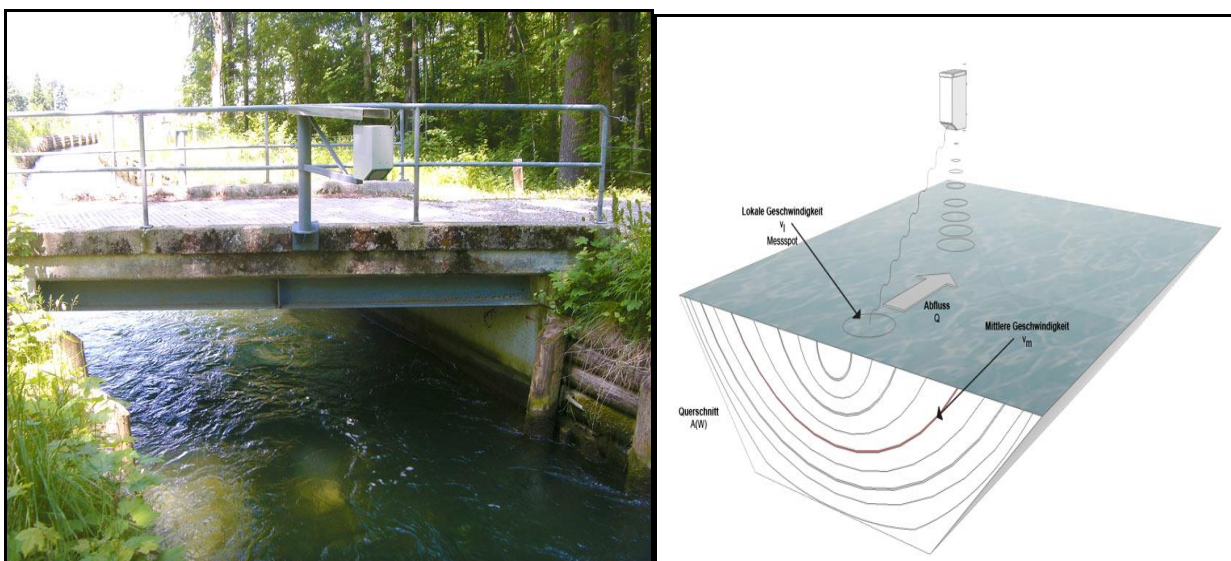 Lokale Geschwindigkeit
vl
Messspot
Abfluss
Q
Mittlere Geschwindigkeit
vm
Querschnitt
A(W)